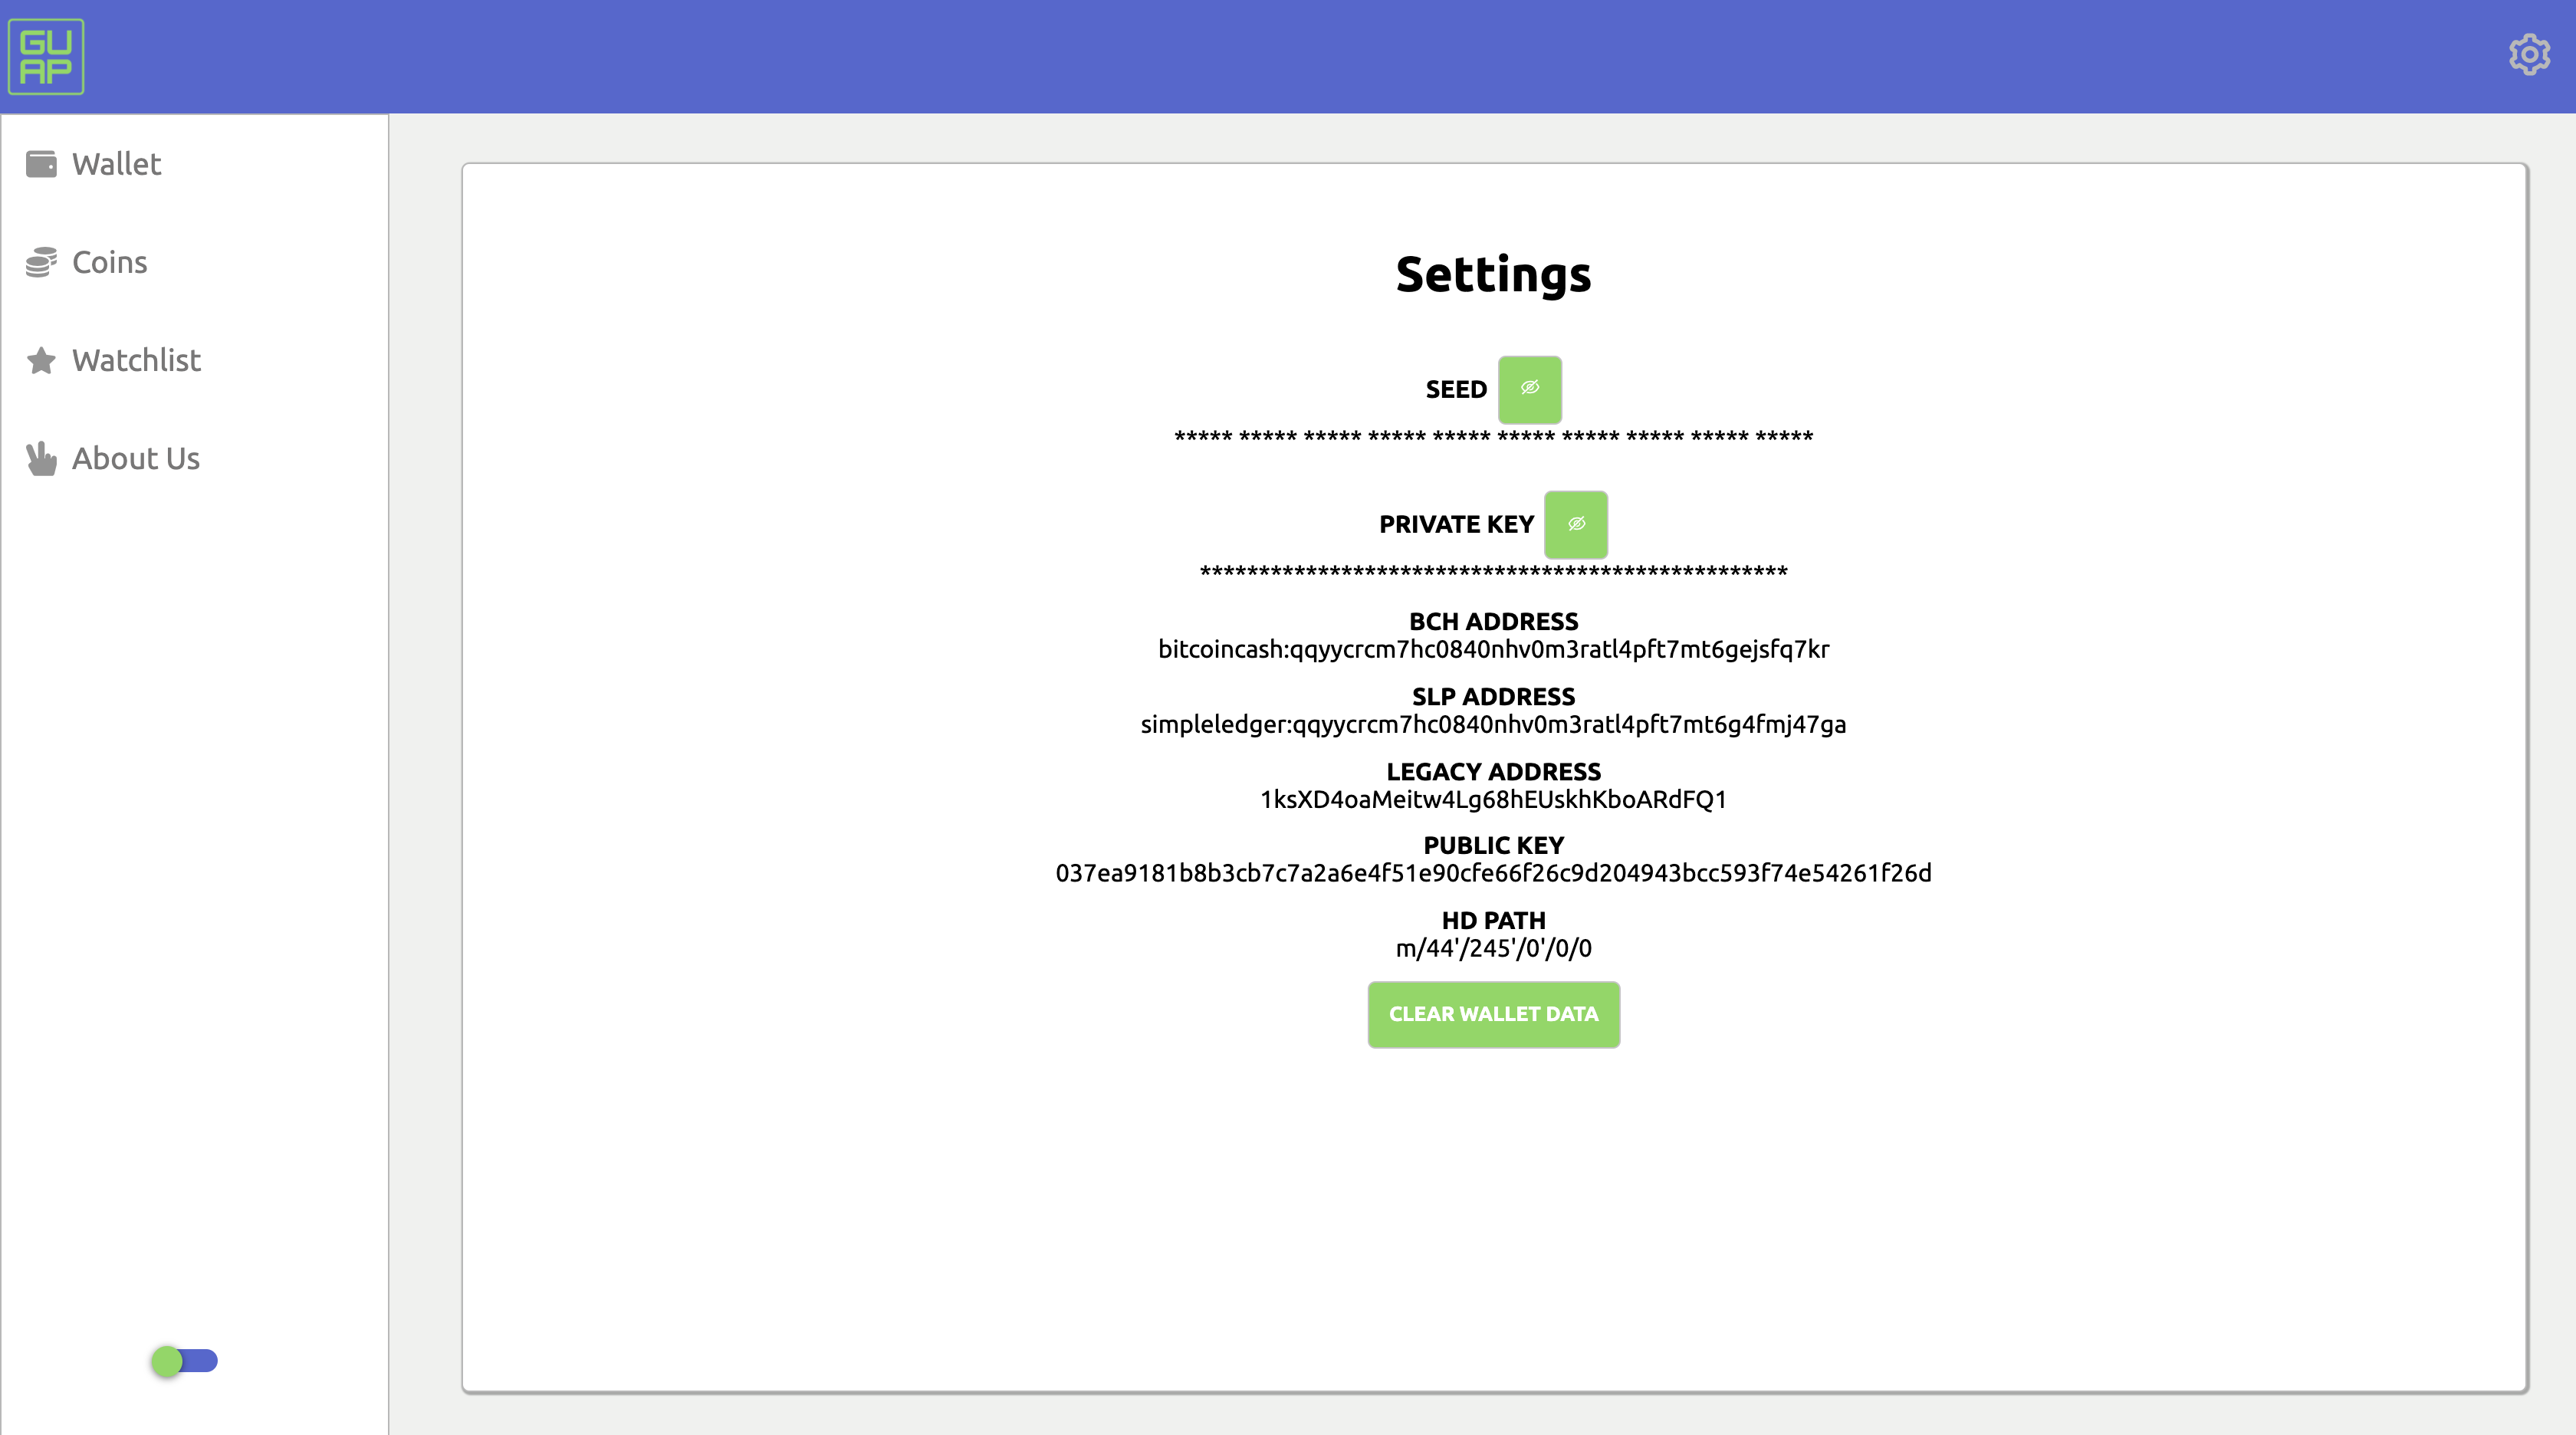 GU
AP
Wallet
Coins
Watchlist
About Us
Settings
SEED
***** ***** ***** ***** ***** ***** ***** ***** ***** *****
PRIVATE KEY
**************************************************
BCH ADDRESS
bitcoincash:qqyycrcm7hc0840nhv0m3ratl4pft7mt6gejsfq7kr
SLP ADDRESS
simpleledger:qqyycrcm7hc0840nhv0m3ratl4pft7mt6g4fmj47ga
LEGACY ADDRESS
1ksXD4oaMeitw4Lg68hEUskhKboARdFQ1
PUBLIC KEY
037ea9181b8b3cb7c7a2a6e4f51e90cfe66f26c9d204943bcc593f74e54261f26d
HD PATH
m/44'/245'/0'/0/0
CLEAR WALLET DATA